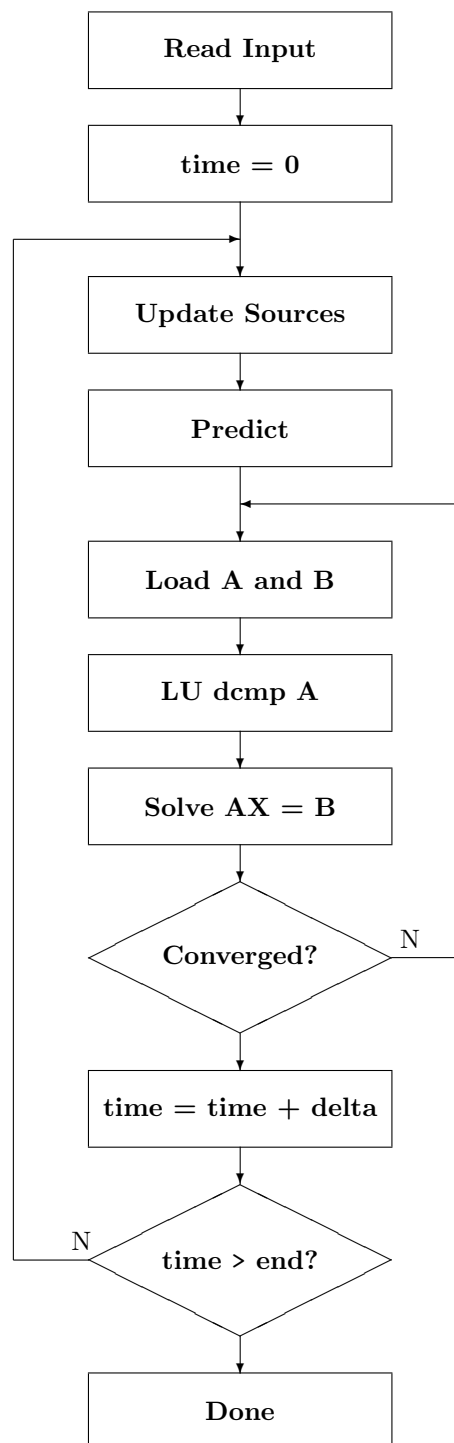 Read Input
time = 0
Update Sources
Predict
Load A and B
LU dcmp A
Solve AX = B
Converged?
N
time = time + delta
N
time > end?
Done